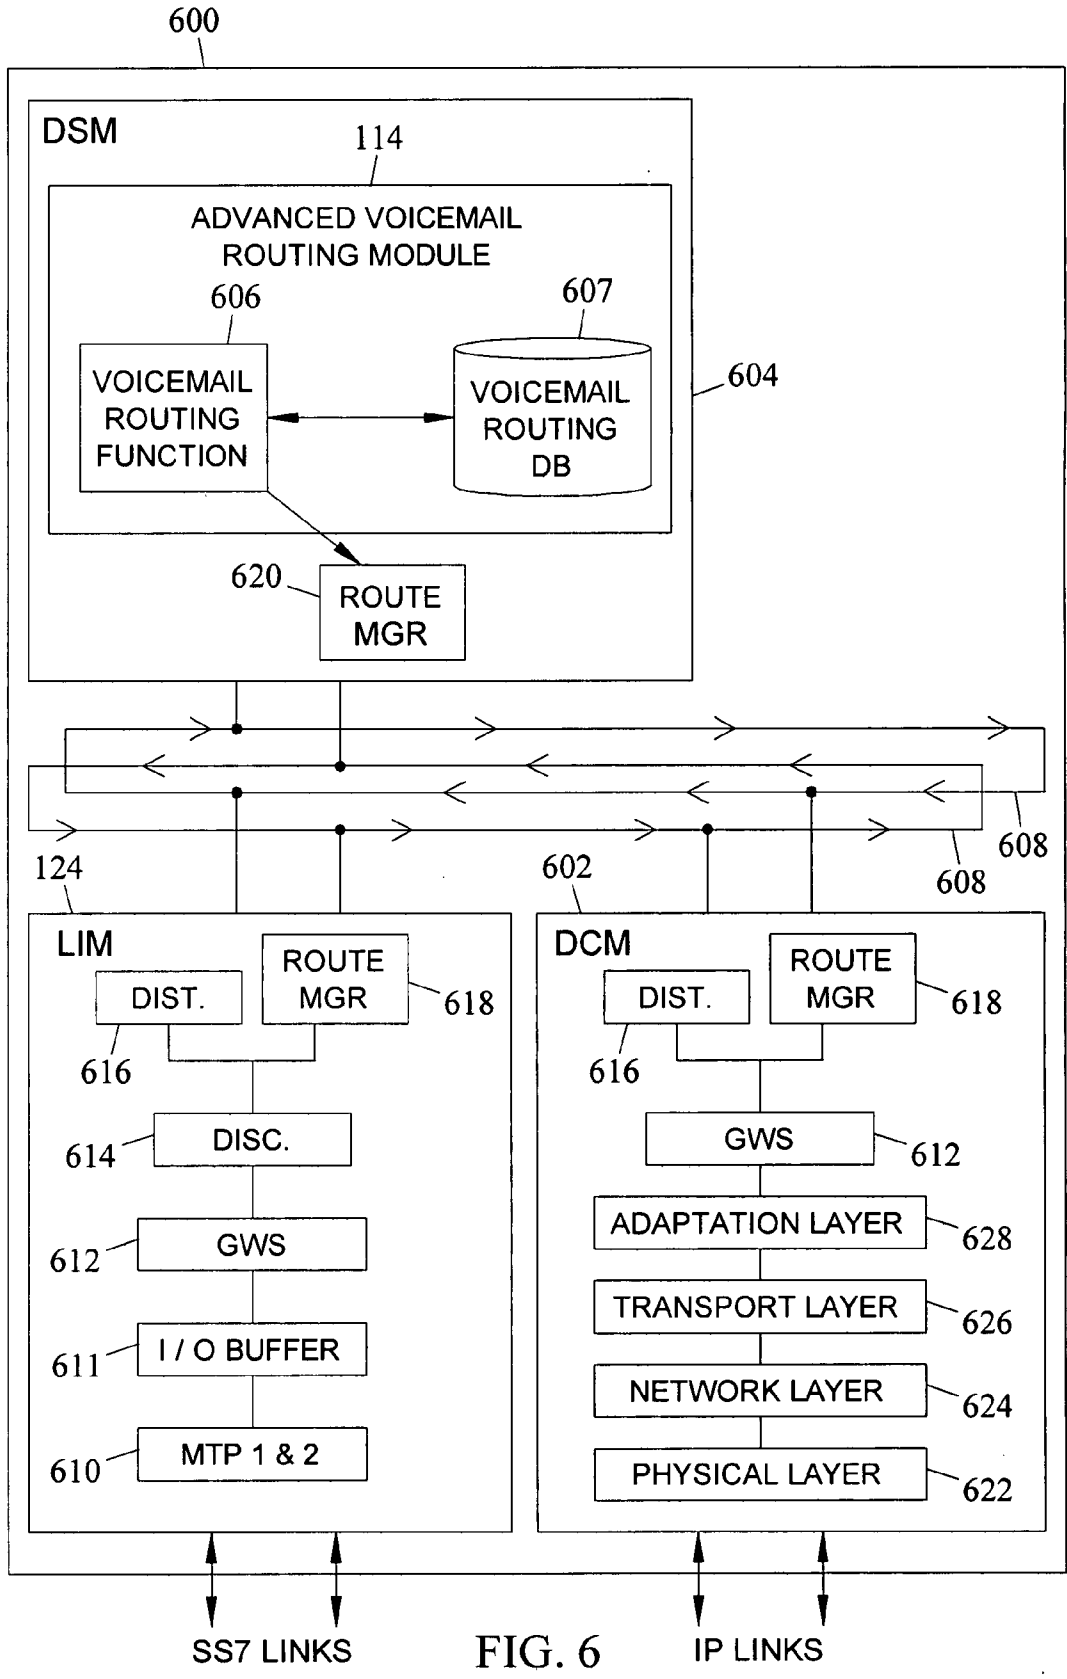 600
DSM
114
ADVANCED VOICEMAIL
ROUTING MODULE
606
607
VOICEMAIL
ROUTING
FUNCTION
VOICEMAIL
ROUTING
DB
604
620
ROUTE
MGR
608
608
124
602
LIM
ROUTE
MGR
DIST.
618
616
DISC.
614
GWS
612
I / O BUFFER
611
MTP 1 & 2
610
DCM
ROUTE
MGR
DIST.
618
616
GWS
612
ADAPTATION LAYER
628
TRANSPORT LAYER
626
NETWORK LAYER
624
PHYSICAL LAYER
622
SS7 LINKS
FIG. 6
IP LINKS